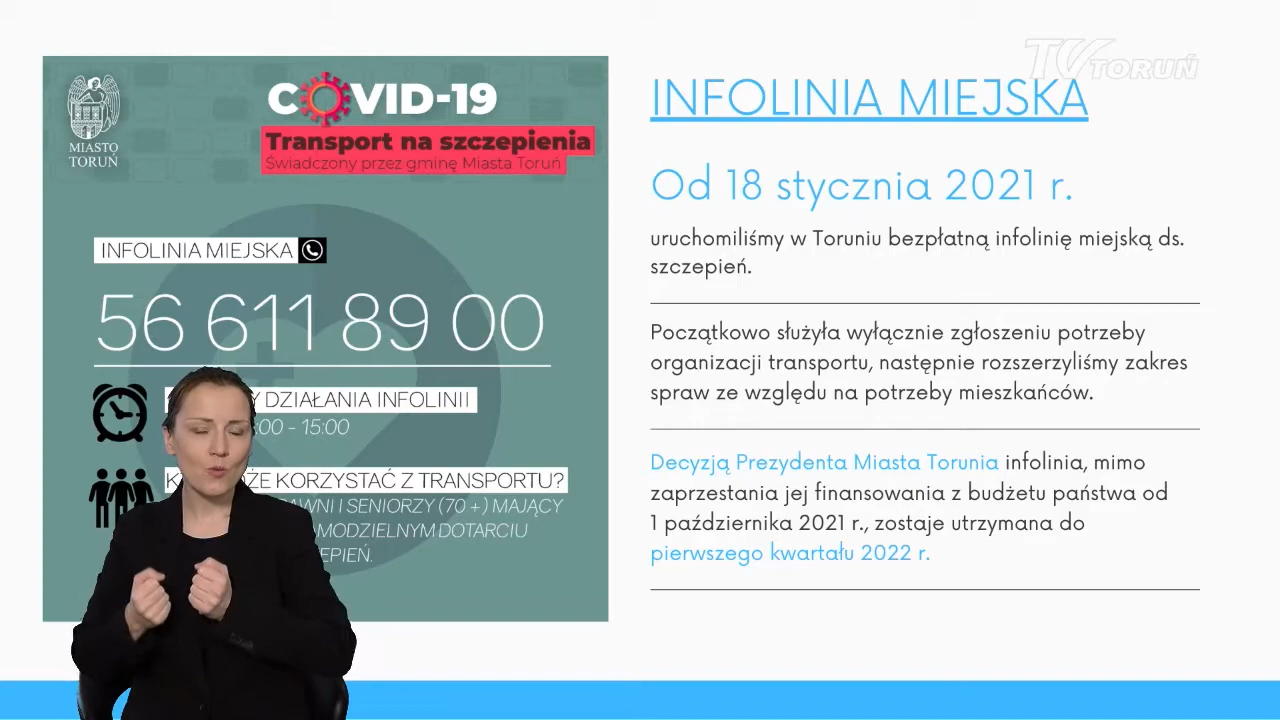 TV TORUŃ
MIASTO
TORUŃ
COVID-19
Transport na szczepienia
Świadczony przez gminę Miasta Toruń
INFOLINIA MIEJSKA
56 611 89 00
DZIAŁANIA INFOLINII
:00 - 15:00
KORZYSTAĆ Z TRANSPORTU?
I SENIORZY (70 +) MAJĄCY
DOTARCIU
INFOLINIA MIEJSKA
Od 18 stycznia 2021 r.
uruchomiliśmy w Toruniu bezpłatną infolinię miejską ds.
szczepień.
Początkowo służyła wyłącznie zgłoszeniu potrzeby
organizacji transportu, następnie rozszerzyliśmy zakres
spraw ze względu na potrzeby mieszkańców.
Decyzją Prezydenta Miasta Torunia infolinia, mimo
zaprzestania jej finansowania z budżetu państwa od
1 października 2021 r., zostaje utrzymana do
pierwszego kwartału 2022 r.